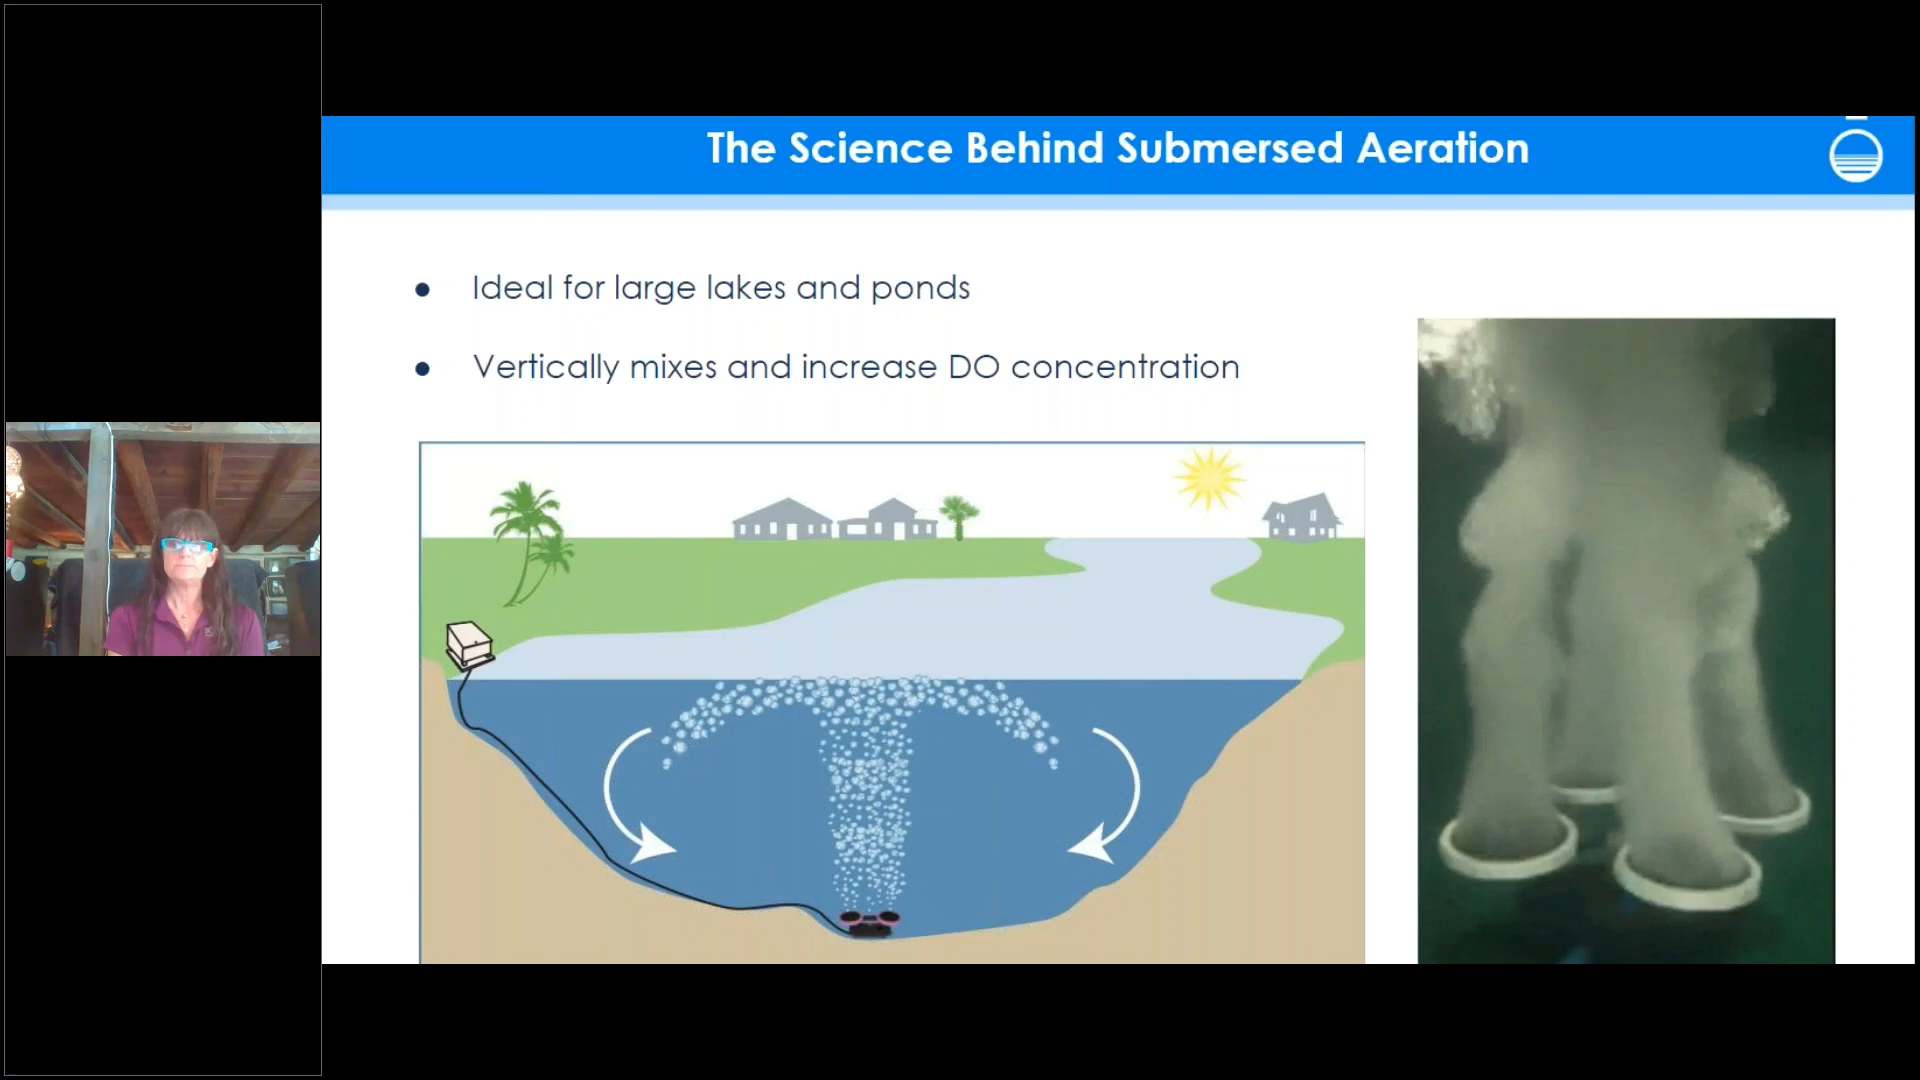 The Science Behind Submersed Aeration
● Ideal for large lakes and ponds
● Vertically mixes and increase DO concentration